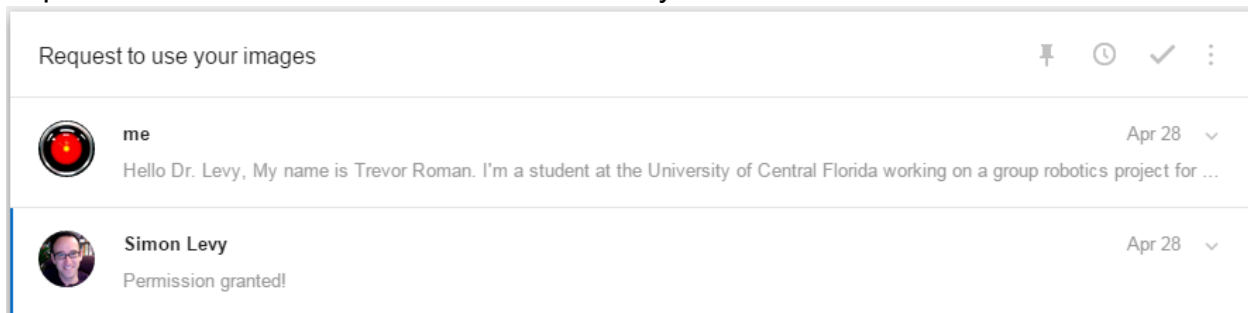 Request to use your images
me
Apr 28
Hello Dr. Levy, My name is Trevor Roman. I'm a student at the University of Central Florida working on a group robotics project for ...
Simon Levy
Apr 28
Permission granted!